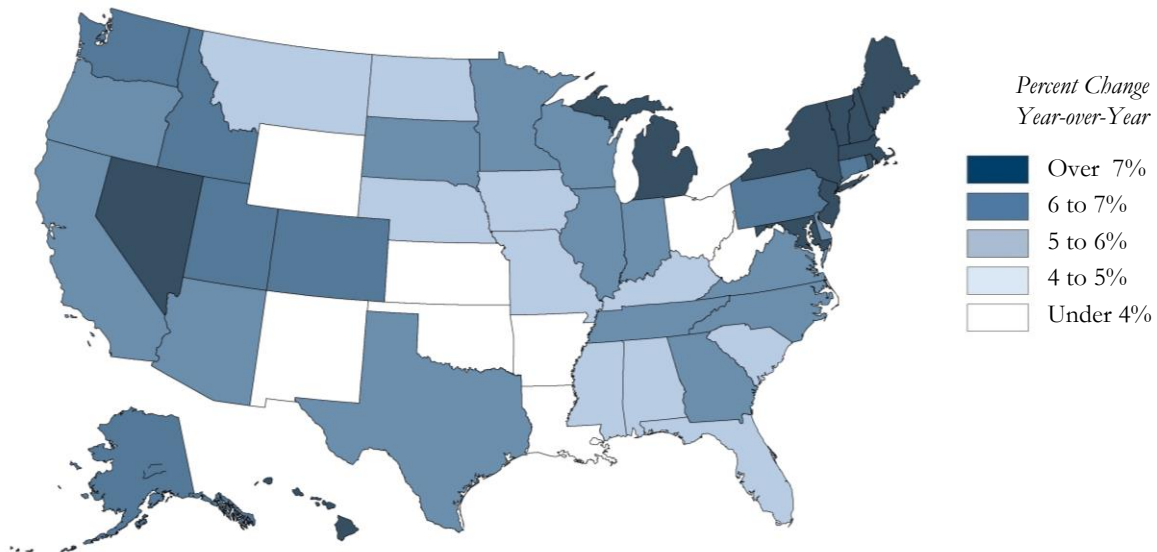 Percent Change
Year-over-Year
Over 7%
6 to 7%
5 to 6%
4 to 5%
Under 4%